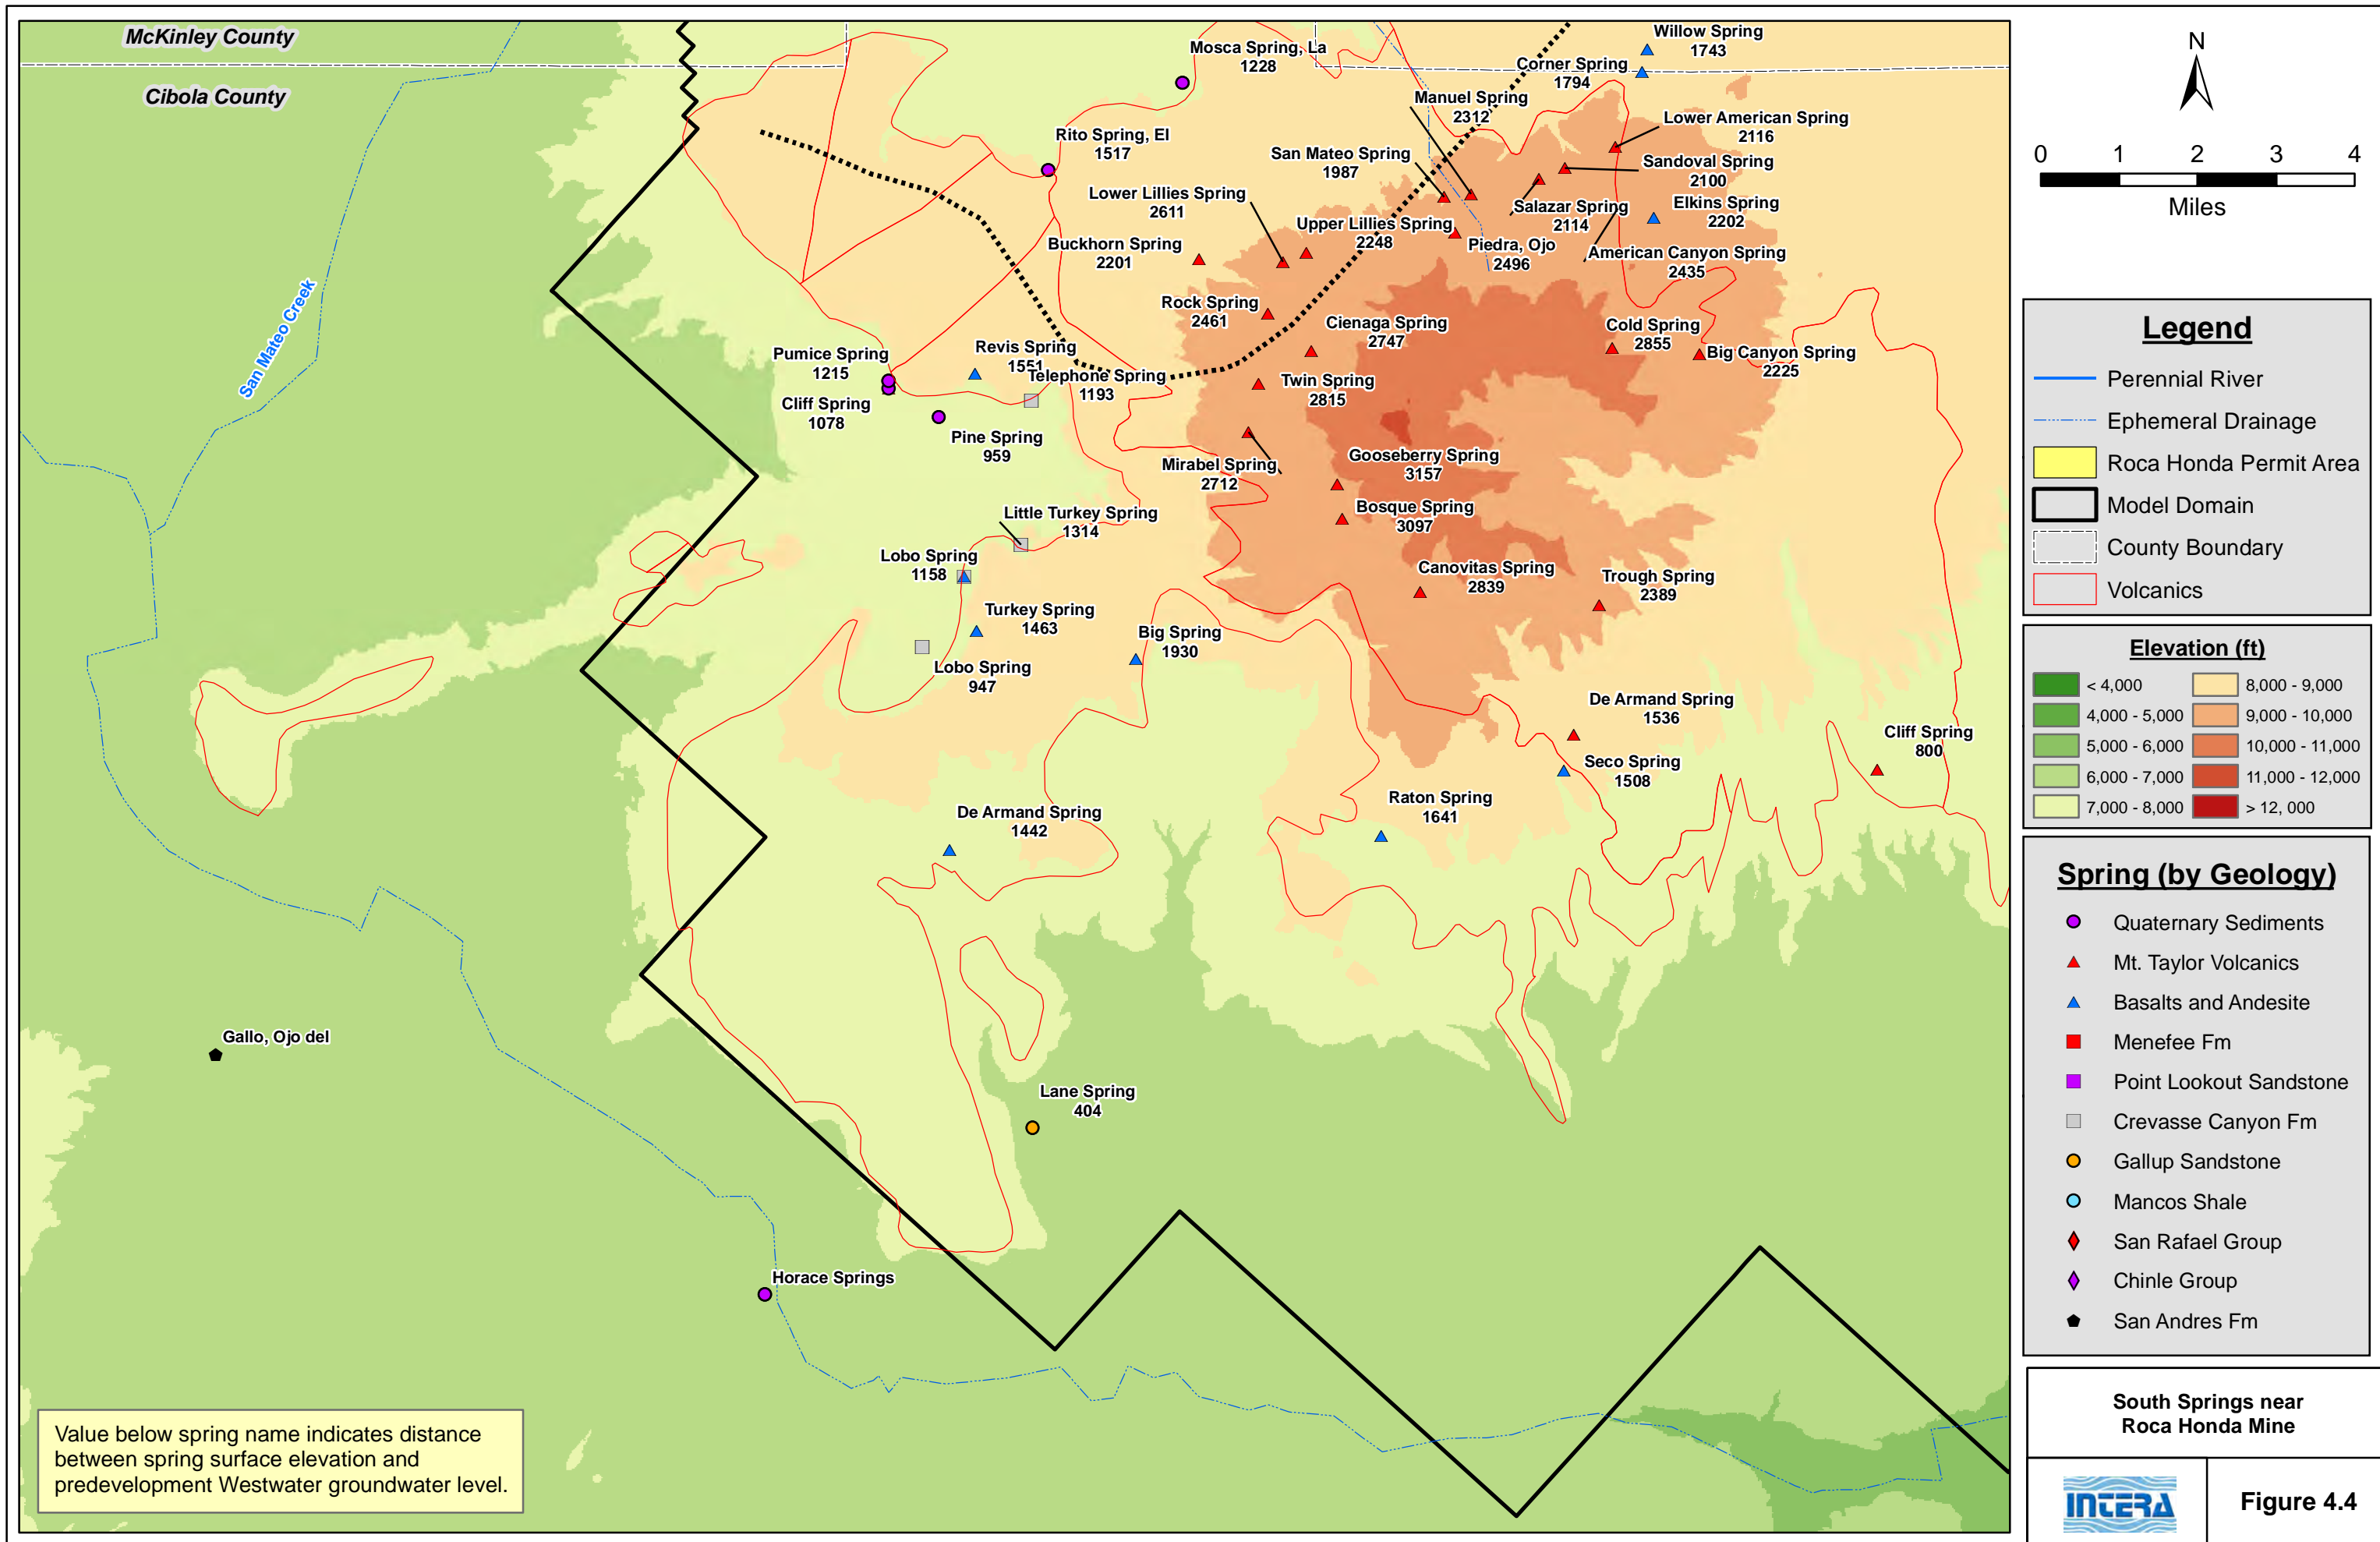 McKinley County
Cibola County
San Mateo Creek
Mosca Spring, La
1228
Willow Spring
1743
Corner Spring
1794
Manuel Spring
2312
Lower American Spring
2116
Rito Spring, El
1517
San Mateo Spring
1987
Sandoval Spring
2100
Lower Lillies Spring
2611
Salazar Spring
2114
Elkins Spring
2202
Upper Lillies Spring
2248
Buckhorn Spring
2201
Piedra, Ojo
2496
American Canyon Spring
2435
Rock Spring
2461
Cienaga Spring
2747
Cold Spring
2855
Big Canyon Spring
2225
Pumice Spring
1215
Revis Spring
1551
Telephone Spring
1193
Twin Spring
2815
Cliff Spring
1078
Pine Spring
959
Mirabel Spring
2712
Gooseberry Spring
3157
Bosque Spring
3097
Little Turkey Spring
1314
Lobo Spring
1158
Canovitas Spring
2839
Trough Spring
2389
Turkey Spring
1463
Big Spring
1930
Lobo Spring
947
De Armand Spring
1536
Cliff Spring
800
Seco Spring
1508
Raton Spring
1641
De Armand Spring
1442
Gallo, Ojo del
Lane Spring
404
Horace Springs
Value below spring name indicates distance
between spring surface elevation and
predevelopment Westwater groundwater level.
N
0 1 2 3 4
Miles
Legend
Perennial River
Ephemeral Drainage
Roca Honda Permit Area
Model Domain
County Boundary
Volcanics
Elevation (ft)
< 4,000
4,000 - 5,000
5,000 - 6,000
6,000 - 7,000
7,000 - 8,000
8,000 - 9,000
9,000 - 10,000
10,000 - 11,000
11,000 - 12,000
> 12, 000
Spring (by Geology)
Quaternary Sediments
Mt. Taylor Volcanics
Basalts and Andesite
Menefee Fm
Point Lookout Sandstone
Crevasse Canyon Fm
Gallup Sandstone
Mancos Shale
San Rafael Group
Chinle Group
San Andres Fm
South Springs near
Roca Honda Mine
INTERA
Figure 4.4